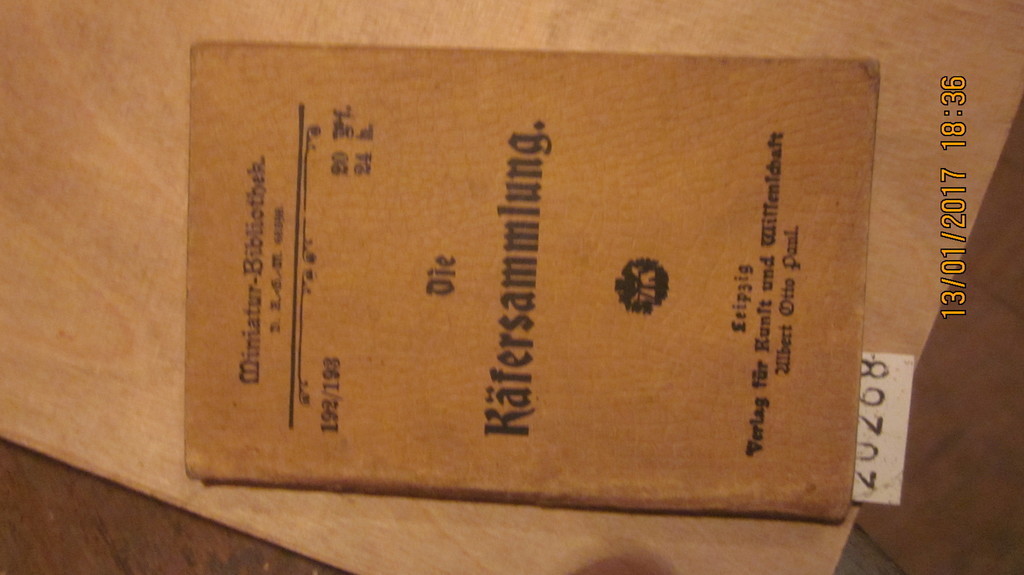 Miniatur-Bibliothek.
192/193
20 Pf.
24 h.
Die
Käfersammlung.
Leipzig
Verlag für Kunst und Wissenschaft
Albert Otto Paul.
20268
13/01/2017 18:36